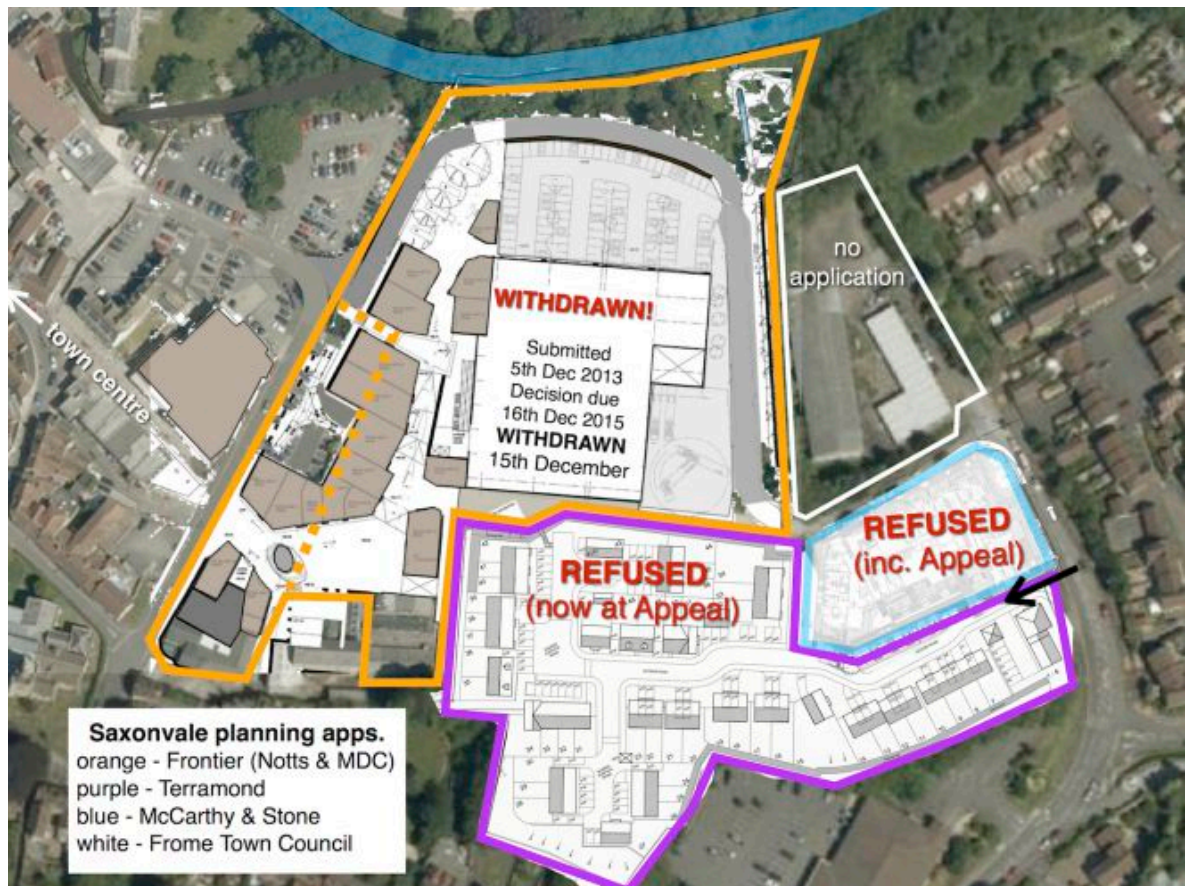 no
application
WITHDRAWN!
Submitted
5th Dec 2013
Decision due
16th Dec 2015
WITHDRAWN
15th December
town centre
REFUSED
(inc. Appeal)
REFUSED
(now at Appeal)
Saxonvale planning apps.
orange - Frontier (Notts & MDC)
purple - Terramond
blue - McCarthy & Stone
white - Frome Town Council